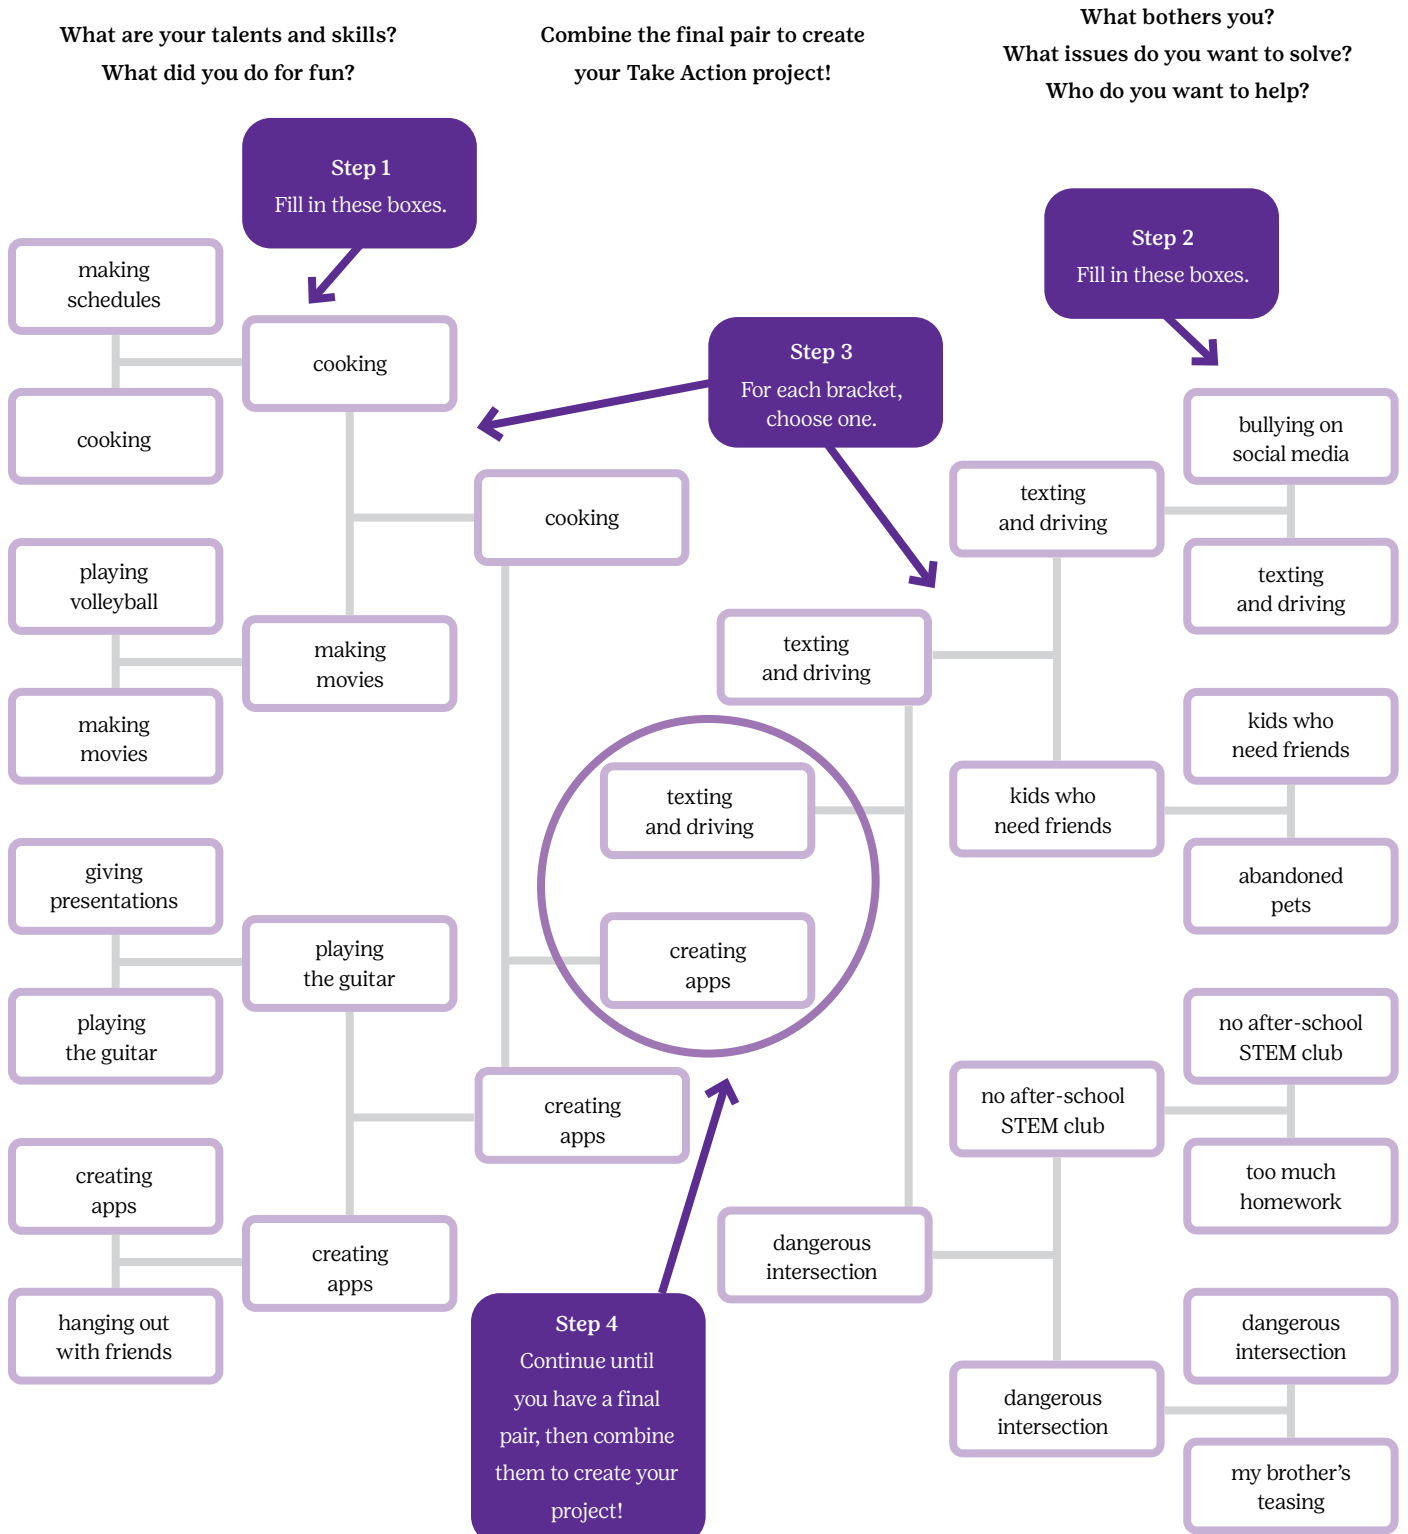 What are your talents and skills?
What did you do for fun?
Combine the final pair to create
your Take Action project!
What bothers you?
What issues do you want to solve?
Who do you want to help?
Step 1
Fill in these boxes.
making
schedules
cooking
cooking
playing
volleyball
making
movies
making
movies
cooking
giving
presentations
playing
the guitar
playing
the guitar
creating
apps
hanging out
with friends
creating
apps
creating
apps
Step 3
For each bracket,
choose one.
texting
and driving
creating
apps
Step 4
Continue until
you have a final
pair, then combine
them to create your
project!
Step 2
Fill in these boxes.
bullying on
social media
texting
and driving
texting
and driving
texting
and driving
kids who
need friends
kids who
need friends
abandoned
pets
no after-school
STEM club
no after-school
STEM club
too much
homework
dangerous
intersection
dangerous
intersection
dangerous
intersection
my brother’s
teasing